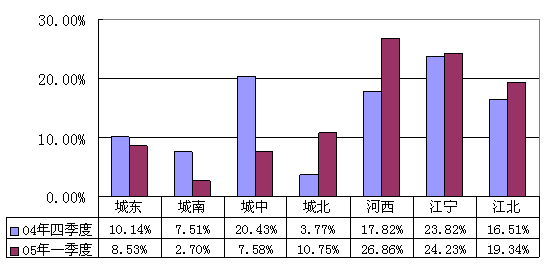 30.00%
20.00%
10.00%
0.00%
城东 城南 城中 城北 河西 江宁 江北
04年四季度 10.14% 7.51% 20.43% 3.77% 17.82% 23.82% 16.51%
05年一季度 8.53% 2.70% 7.58% 10.75% 26.86% 24.23% 19.34%